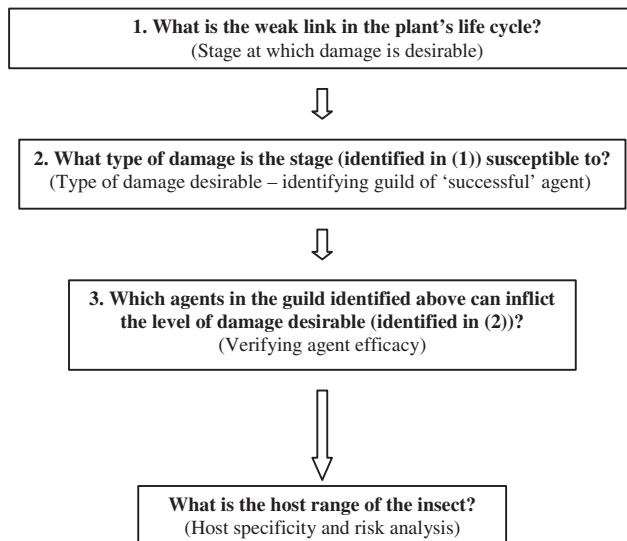 1. What is the weak link in the plant’s life cycle?
(Stage at which damage is desirable)
2. What type of damage is the stage (identified in (1)) susceptible to?
(Type of damage desirable – identifying guild of ‘successful’ agent)
3. Which agents in the guild identified above can inflict
the level of damage desirable (identified in (2))?
(Verifying agent efficacy)
What is the host range of the insect?
(Host specificity and risk analysis)